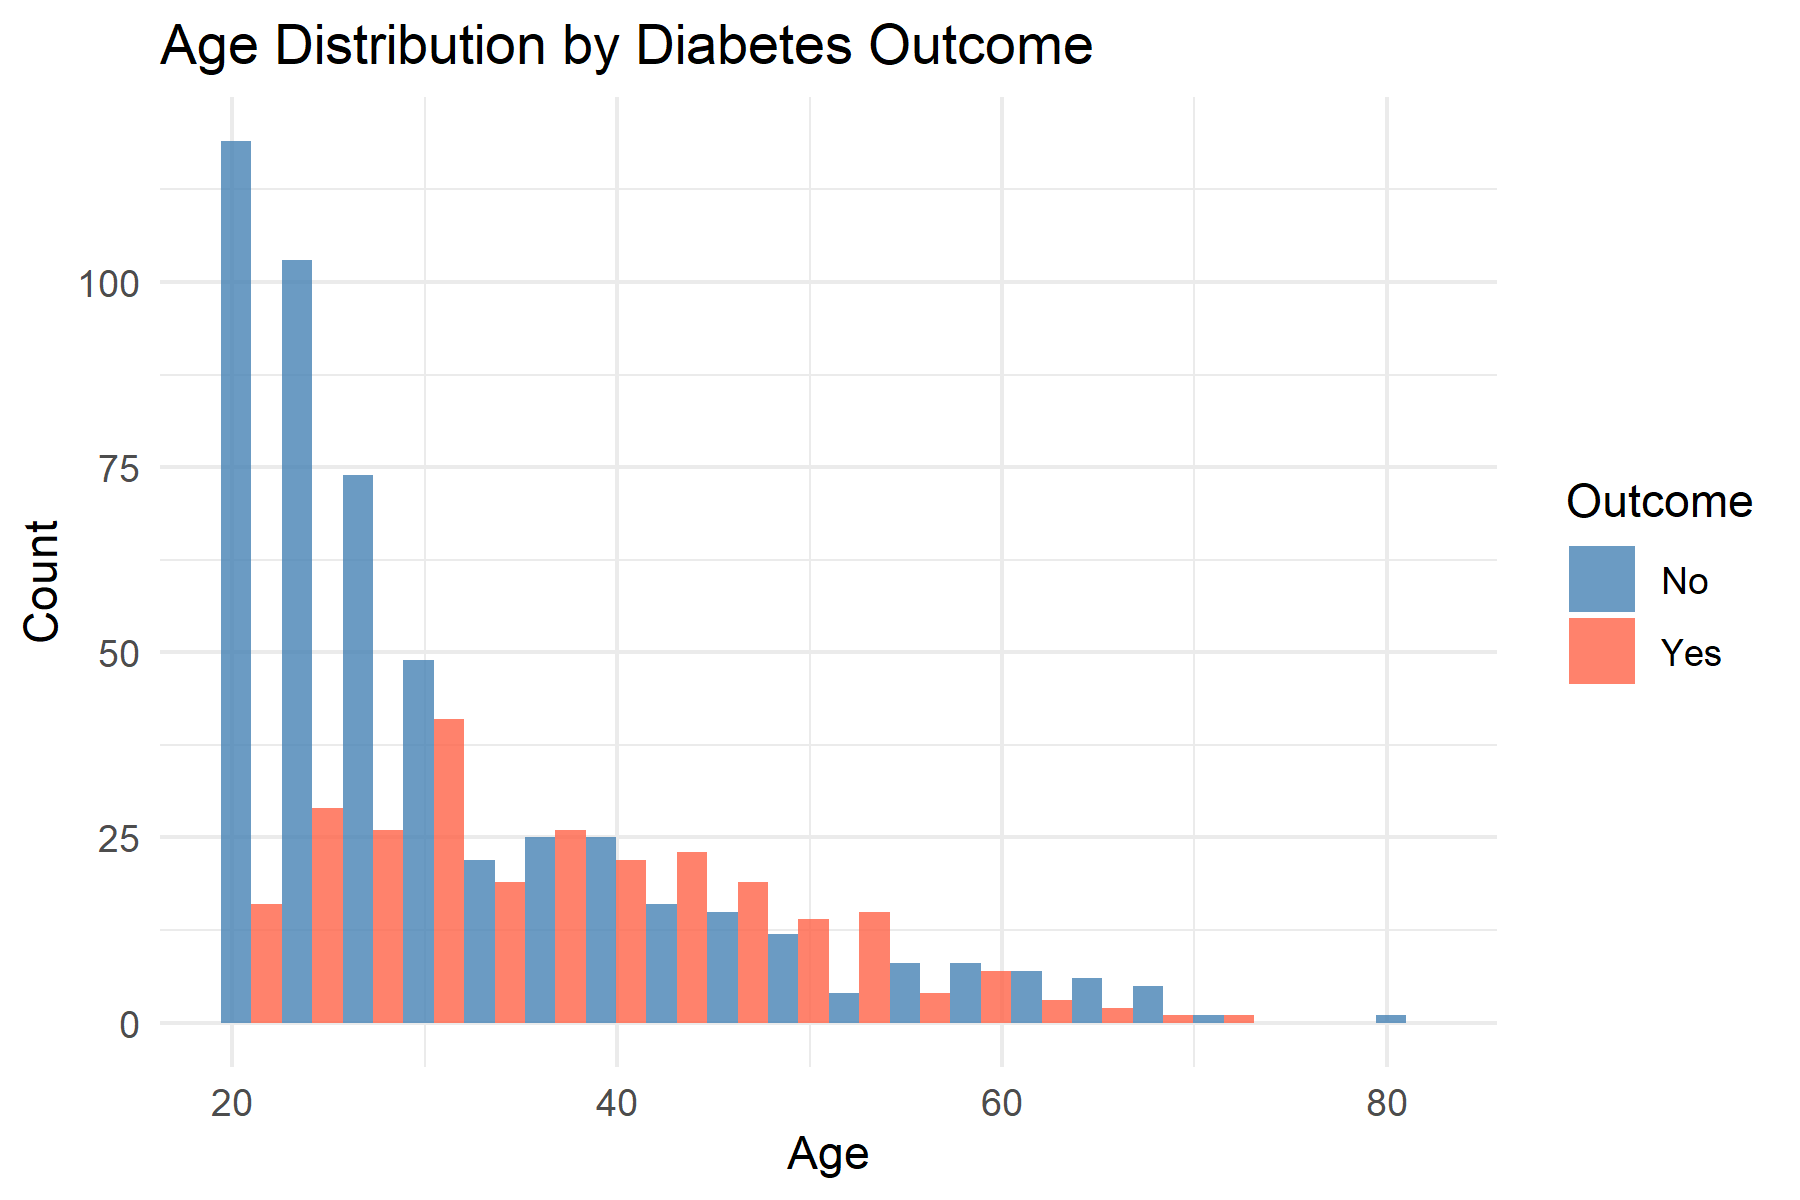 Age Distribution by Diabetes Outcome
Count
100
75
50
25
0
20 40 60 80
Age
Outcome
No
Yes